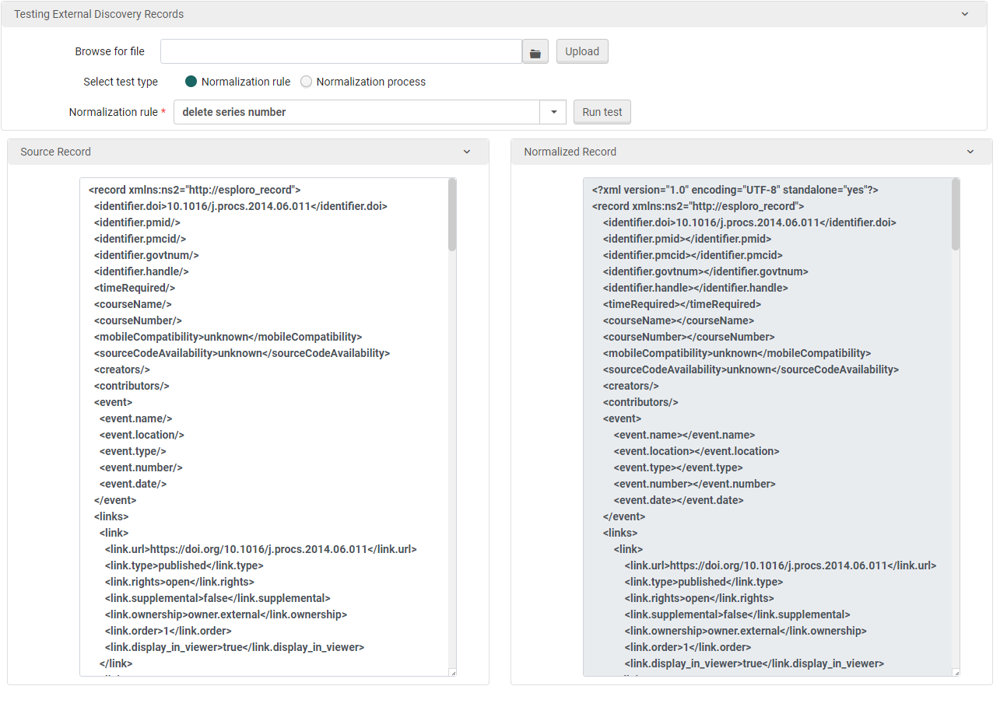 Testing External Discovery Records
Browse for file
Upload
Select test type
Normalization rule
Normalization process
Normalization rule *
delete series number
Run test
Source Record
<record xmlns:ns2="http://esploro_record">
<identifier.doi>10.1016/j.procs.2014.06.011</identifier.doi>
<identifier.pmid/>
<identifier.pmcid/>
<identifier.govtnum/>
<identifier.handle/>
<timeRequired/>
<courseName/>
<courseNumber/>
<mobileCompatibility>unknown</mobileCompatibility>
<sourceCodeAvailability>unknown</sourceCodeAvailability>
<creators/>
<contributors/>
<event>
<event.name/>
<event.location/>
<event.type/>
<event.number/>
<event.date/>
</event>
<links>
<link>
<link.url>https://doi.org/10.1016/j.procs.2014.06.011</link.url>
<link.type>published</link.type>
<link.rights>open</link.rights>
<link.supplemental>false</link.supplemental>
<link.ownership>owner.external</link.ownership>
<link.order>1</link.order>
<link.display_in_viewer>true</link.display_in_viewer>
</link>
Normalized Record
<?xml version="1.0" encoding="UTF-8" standalone="yes"?>
<record xmlns:ns2="http://esploro_record">
<identifier.doi>10.1016/j.procs.2014.06.011</identifier.doi>
<identifier.pmid></identifier.pmid>
<identifier.pmcid></identifier.pmcid>
<identifier.govtnum></identifier.govtnum>
<identifier.handle></identifier.handle>
<timeRequired></timeRequired>
<courseName></courseName>
<courseNumber></courseNumber>
<mobileCompatibility>unknown</mobileCompatibility>
<sourceCodeAvailability>unknown</sourceCodeAvailability>
<creators/>
<contributors/>
<event>
<event.name></event.name>
<event.location></event.location>
<event.type></event.type>
<event.number></event.number>
<event.date></event.date>
</event>
<links>
<link>
<link.url>https://doi.org/10.1016/j.procs.2014.06.011</link.url>
<link.type>published</link.type>
<link.rights>open</link.rights>
<link.supplemental>false</link.supplemental>
<link.ownership>owner.external</link.ownership>
<link.order>1</link.order>
<link.display_in_viewer>true</link.display_in_viewer>